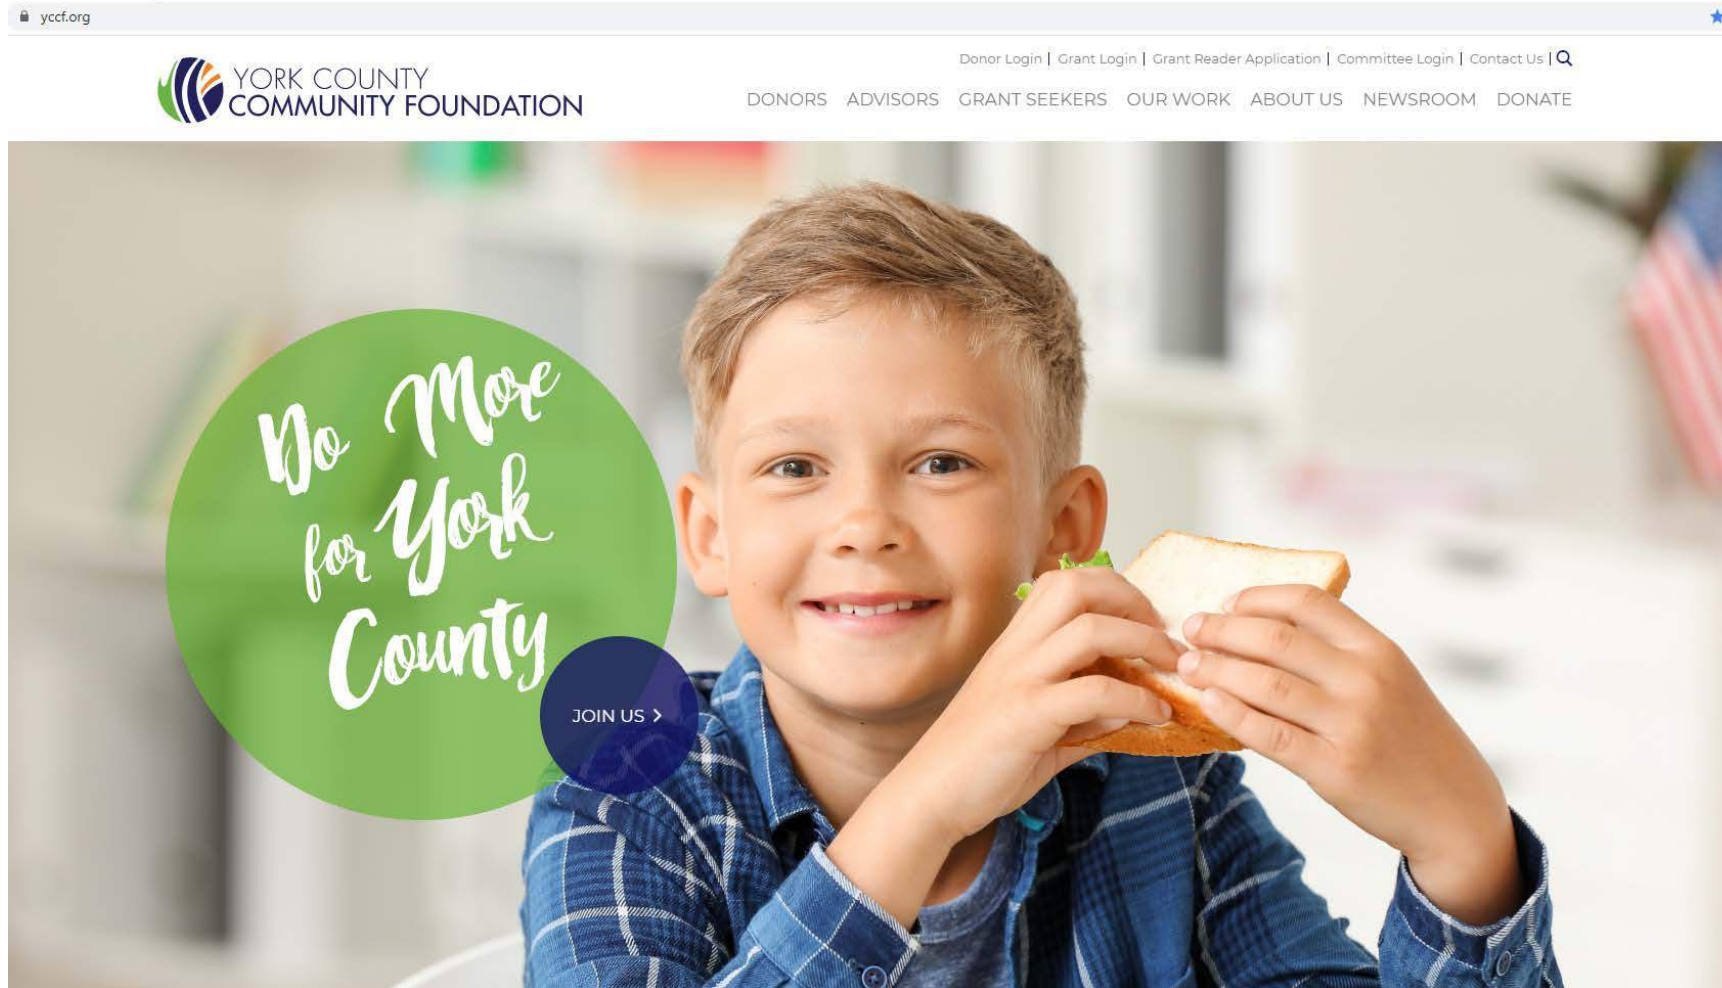 yccf.org
Donor Login | Grant Login | Grant Reader Application | Committee Login | Contact Us |
YORK COUNTY
COMMUNITY FOUNDATION
DONORS ADVISORS GRANT SEEKERS OUR WORK ABOUT US NEWSROOM DONATE
Do More
for York
County
JOIN US >